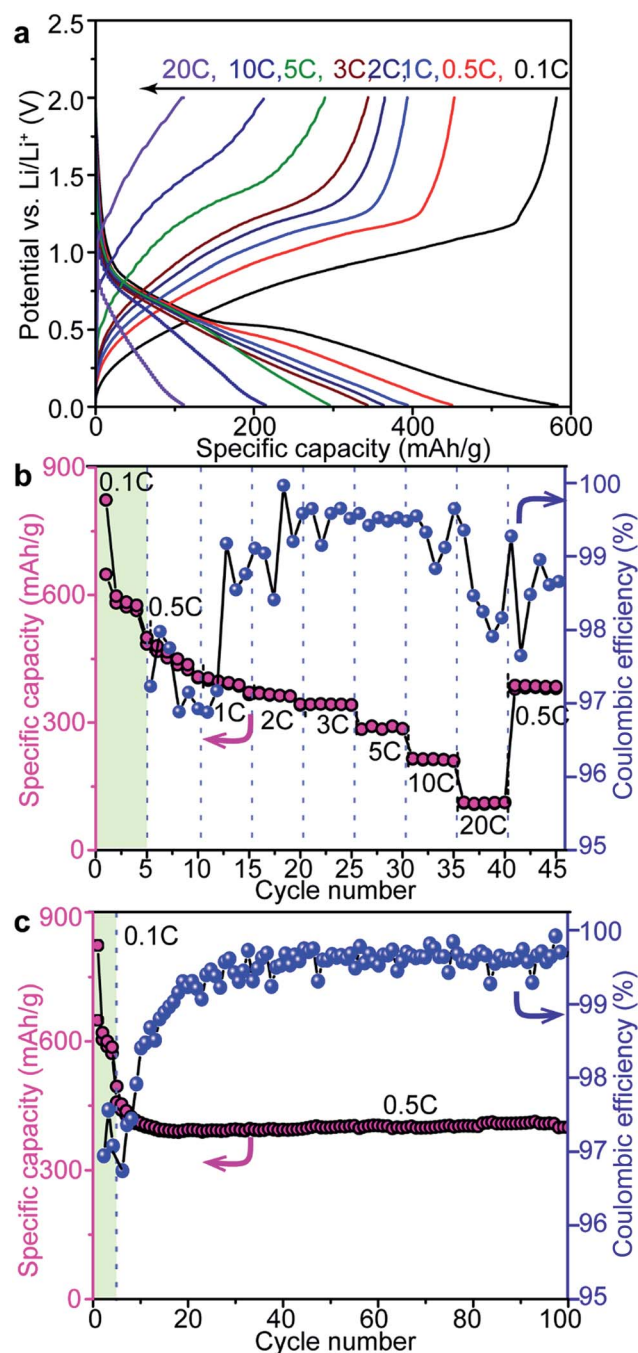 a
2.5
2.0
1.5
1.0
0.5
0.0
Potential vs. Li/Li⁺ (V)
20C, 10C, 5C, 3C, 2C, 1C, 0.5C, 0.1C
0 200 400 600
Specific capacity (mAh/g)
b
900
600
300
0
Specific capacity (mAh/g)
0.1C
0.5C
1C
2C
3C
5C
10C
20C
0.5C
100
99
98
97
96
95
Coulombic efficiency (%)
0 5 10 15 20 25 30 35 40 45
Cycle number
c
900
600
300
0
Specific capacity (mAh/g)
0.1C
0.5C
100
99
98
97
96
95
Coulombic efficiency (%)
0 20 40 60 80 100
Cycle number